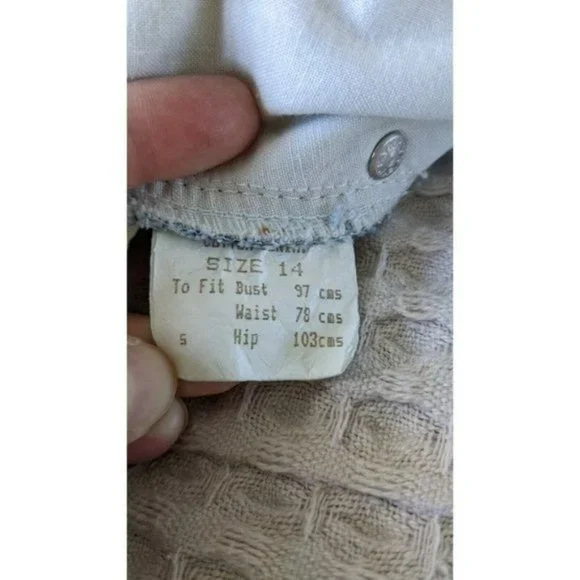 SIZE 14
To Fit Bust 97 cms
Waist 78 cms
s Hip 103cms